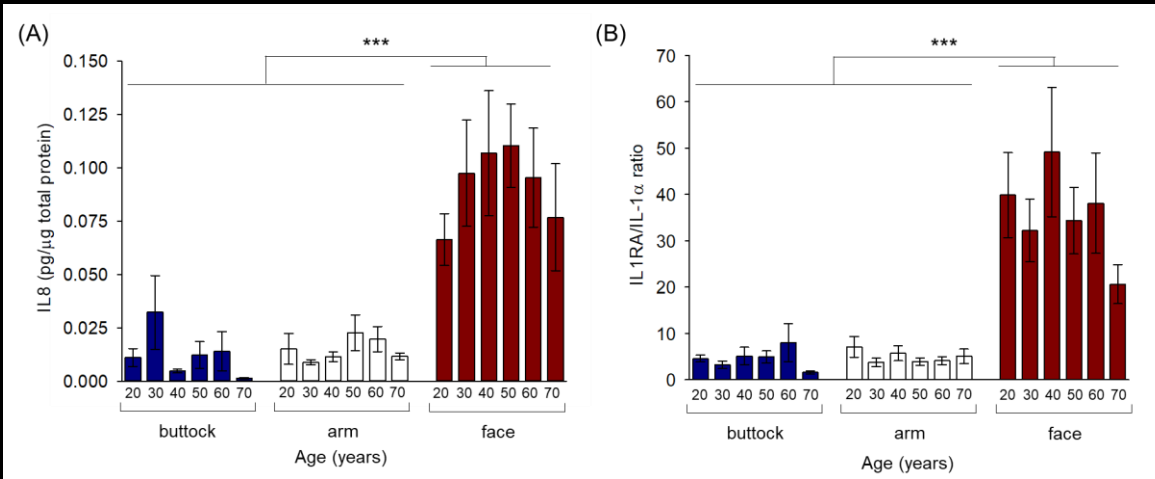 (A)
***
0.150
0.125
0.100
0.075
0.050
0.025
0.000
IL8 (pg/μg total protein)
20 30 40 50 60 70
20 30 40 50 60 70
20 30 40 50 60 70
buttock
arm
face
Age (years)
(B)
***
70
60
50
40
30
20
10
0
IL1RA/IL-1α ratio
20 30 40 50 60 70
20 30 40 50 60 70
20 30 40 50 60 70
buttock
arm
face
Age (years)